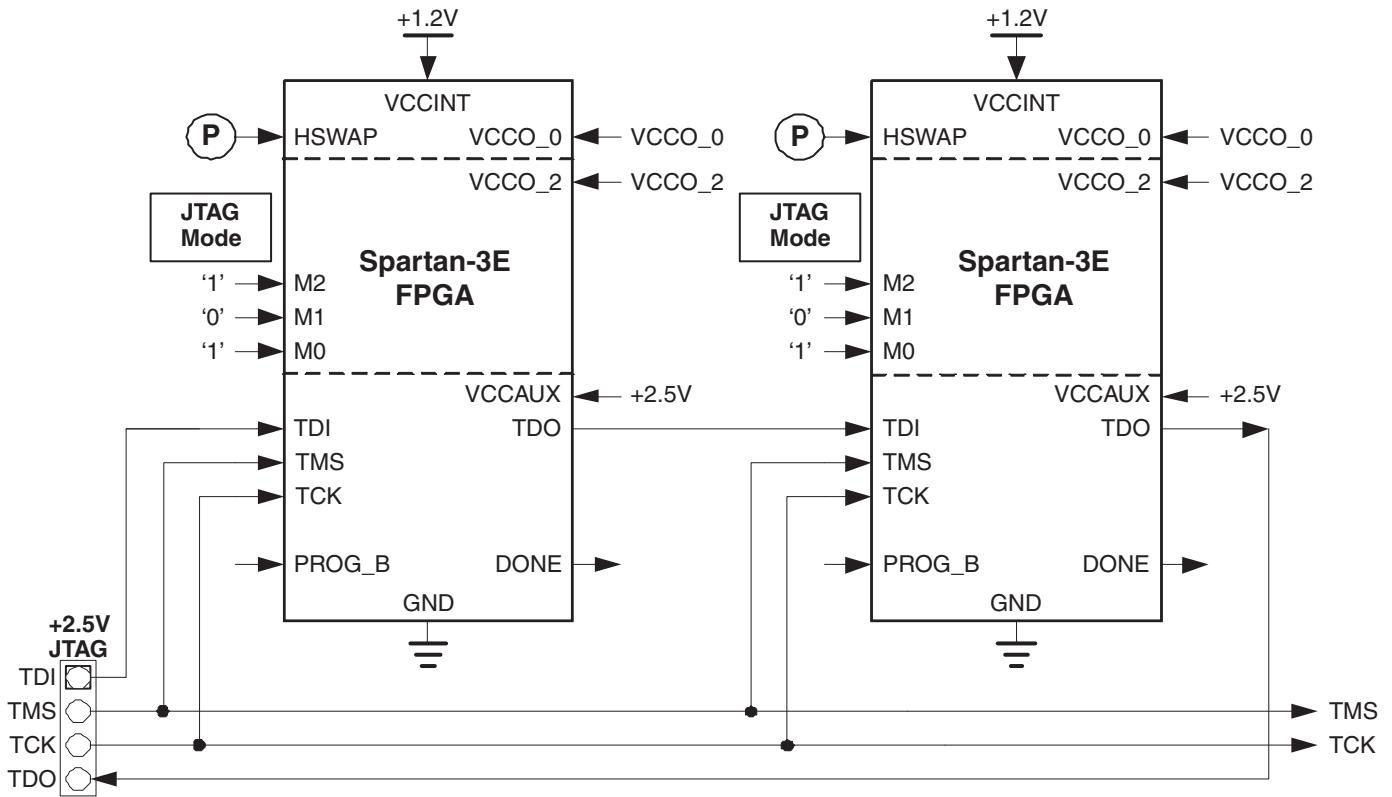 +1.2V +1.2V
VCCINT VCCINT
P HSWAP VCCO_0 VCCO_0 P HSWAP VCCO_0 VCCO_0
VCCO_2 VCCO_2 VCCO_2 VCCO_2
JTAG Mode JTAG Mode
Spartan-3E FPGA Spartan-3E FPGA
‘1’ M2 ‘1’ M2
‘0’ M1 ‘0’ M1
‘1’ M0 ‘1’ M0
VCCAUX +2.5V VCCAUX +2.5V
TDI TDO TDI TDO
TMS TMS
TCK TCK
PROG_B DONE PROG_B DONE
GND GND
+2.5V
JTAG
TDI
TMS TMS
TCK TCK
TDO